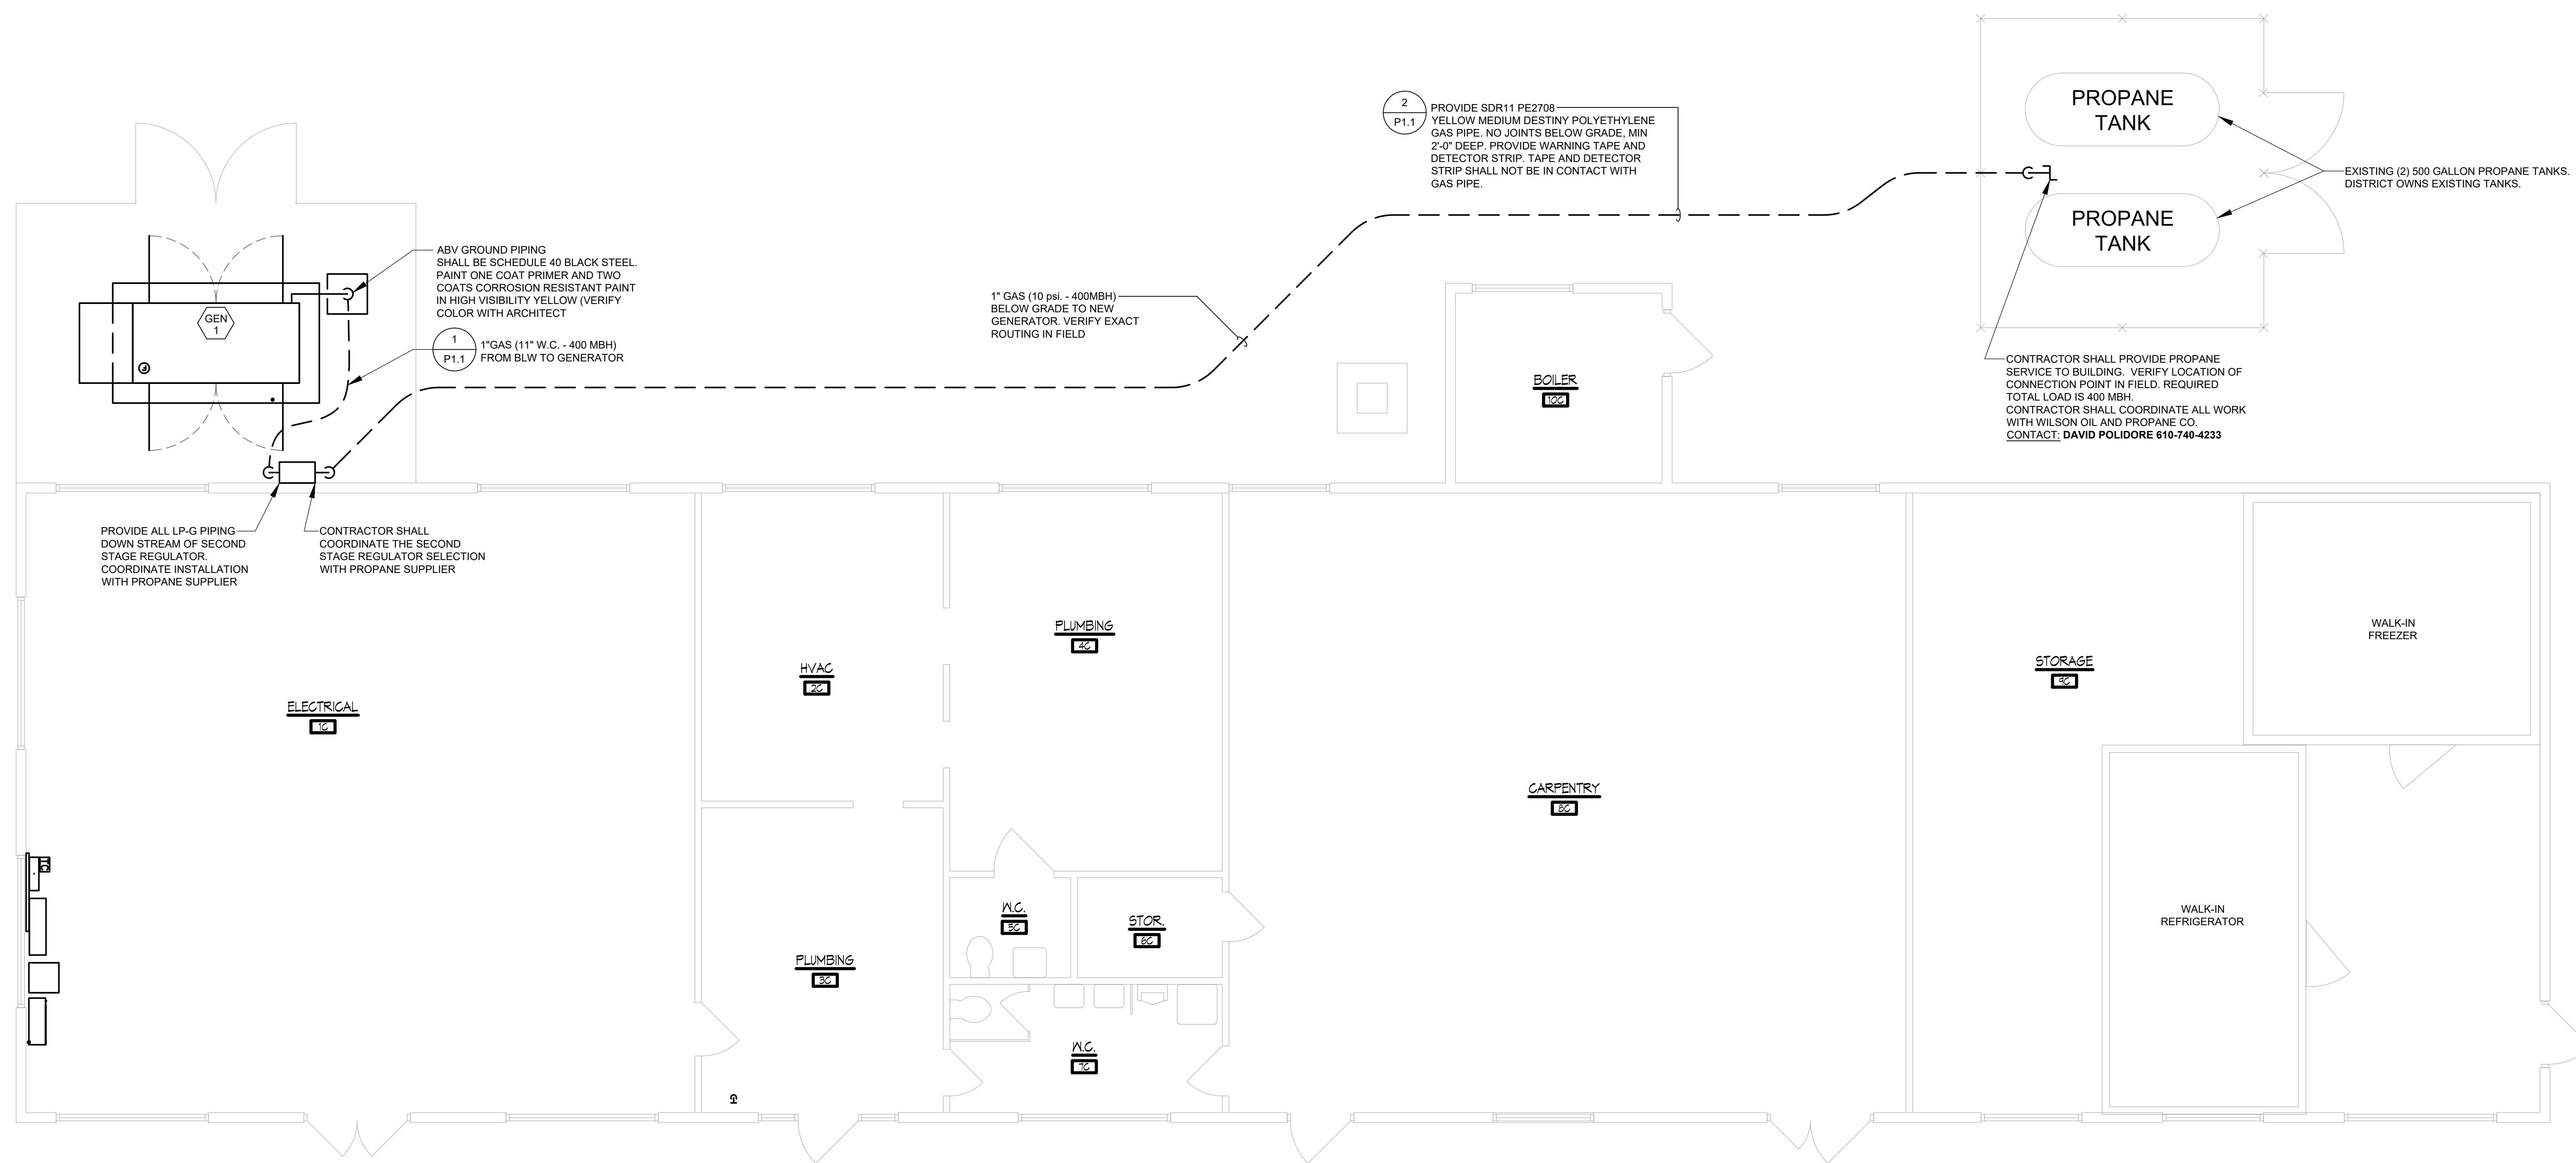 2
P1.1
PROVIDE SDR11 PE2708
YELLOW MEDIUM DESTINY POLYETHYLENE
GAS PIPE. NO JOINTS BELOW GRADE, MIN
2'-0" DEEP. PROVIDE WARNING TAPE AND
DETECTOR STRIP. TAPE AND DETECTOR
STRIP SHALL NOT BE IN CONTACT WITH
GAS PIPE.
PROPANE
TANK
PROPANE
TANK
EXISTING (2) 500 GALLON PROPANE TANKS.
DISTRICT OWNS EXISTING TANKS.
ABV GROUND PIPING
SHALL BE SCHEDULE 40 BLACK STEEL.
PAINT ONE COAT PRIMER AND TWO
COATS CORROSION RESISTANT PAINT
IN HIGH VISIBILITY YELLOW (VERIFY
COLOR WITH ARCHITECT
GEN
1
1
P1.1
1"GAS (11" W.C. - 400 MBH)
FROM BLW TO GENERATOR
1" GAS (10 psi. - 400MBH)
BELOW GRADE TO NEW
GENERATOR. VERIFY EXACT
ROUTING IN FIELD
BOILER
10C
CONTRACTOR SHALL PROVIDE PROPANE
SERVICE TO BUILDING. VERIFY LOCATION OF
CONNECTION POINT IN FIELD. REQUIRED
TOTAL LOAD IS 400 MBH.
CONTRACTOR SHALL COORDINATE ALL WORK
WITH WILSON OIL AND PROPANE CO.
CONTACT: DAVID POLIDORE 610-740-4233
PROVIDE ALL LP-G PIPING
DOWN STREAM OF SECOND
STAGE REGULATOR.
COORDINATE INSTALLATION
WITH PROPANE SUPPLIER
CONTRACTOR SHALL
COORDINATE THE SECOND
STAGE REGULATOR SELECTION
WITH PROPANE SUPPLIER
ELECTRICAL
1C
HVAC
2C
PLUMBING
4C
STORAGE
9C
WALK-IN
FREEZER
CARPENTRY
8C
W.C.
5C
STOR.
6C
WALK-IN
REFRIGERATOR
PLUMBING
3C
W.C.
7C